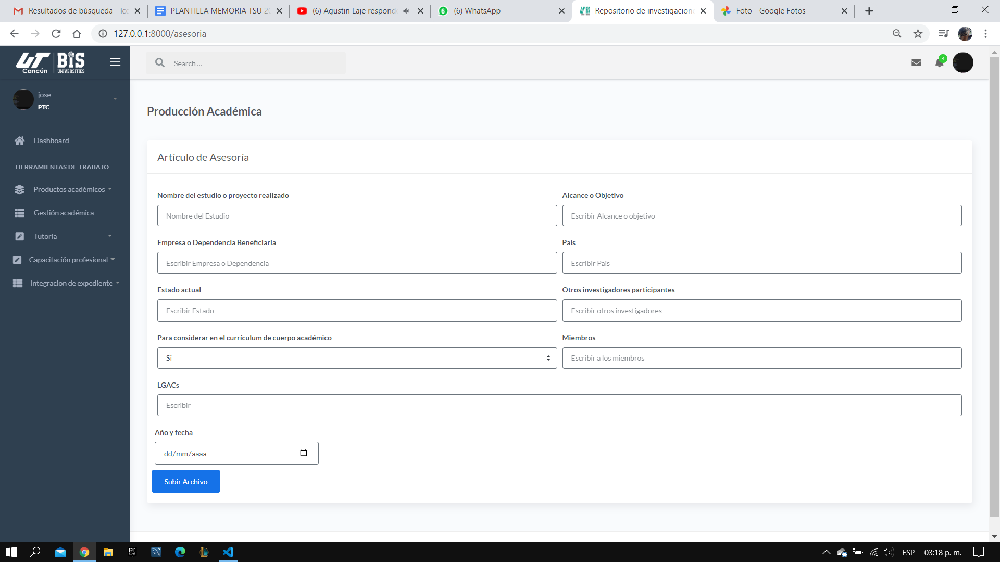 Resultados de búsqueda - Ice
PLANTILLA MEMORIA TSU 20
(6) Agustin Laje responde
(6) WhatsApp
Repositorio de investigacione
Foto - Google Fotos
127.0.0.1:8000/asesoria
UT
Cancún
BIS
UNIVERSITIES
Search ...
4
jose
PTC
Dashboard
HERRAMIENTAS DE TRABAJO
Productos académicos
Gestión académica
Tutoría
Capacitación profesional
Integracion de expediente
Producción Académica
Artículo de Asesoría
Nombre del estudio o proyecto realizado
Alcance o Objetivo
Nombre del Estudio
Escribir Alcance o objetivo
Empresa o Dependencia Beneficiaria
País
Escribir Empresa o Dependencia
Escribir Pais
Estado actual
Otros investigadores participantes
Escribir Estado
Escribir otros investigadores
Para considerar en el currículum de cuerpo académico
Miembros
Si
Escribir a los miembros
LGACs
Escribir
Año y fecha
dd/mm/aaaa
Subir Archivo
EPIC
GAMES
ESP
03:18 p. m.